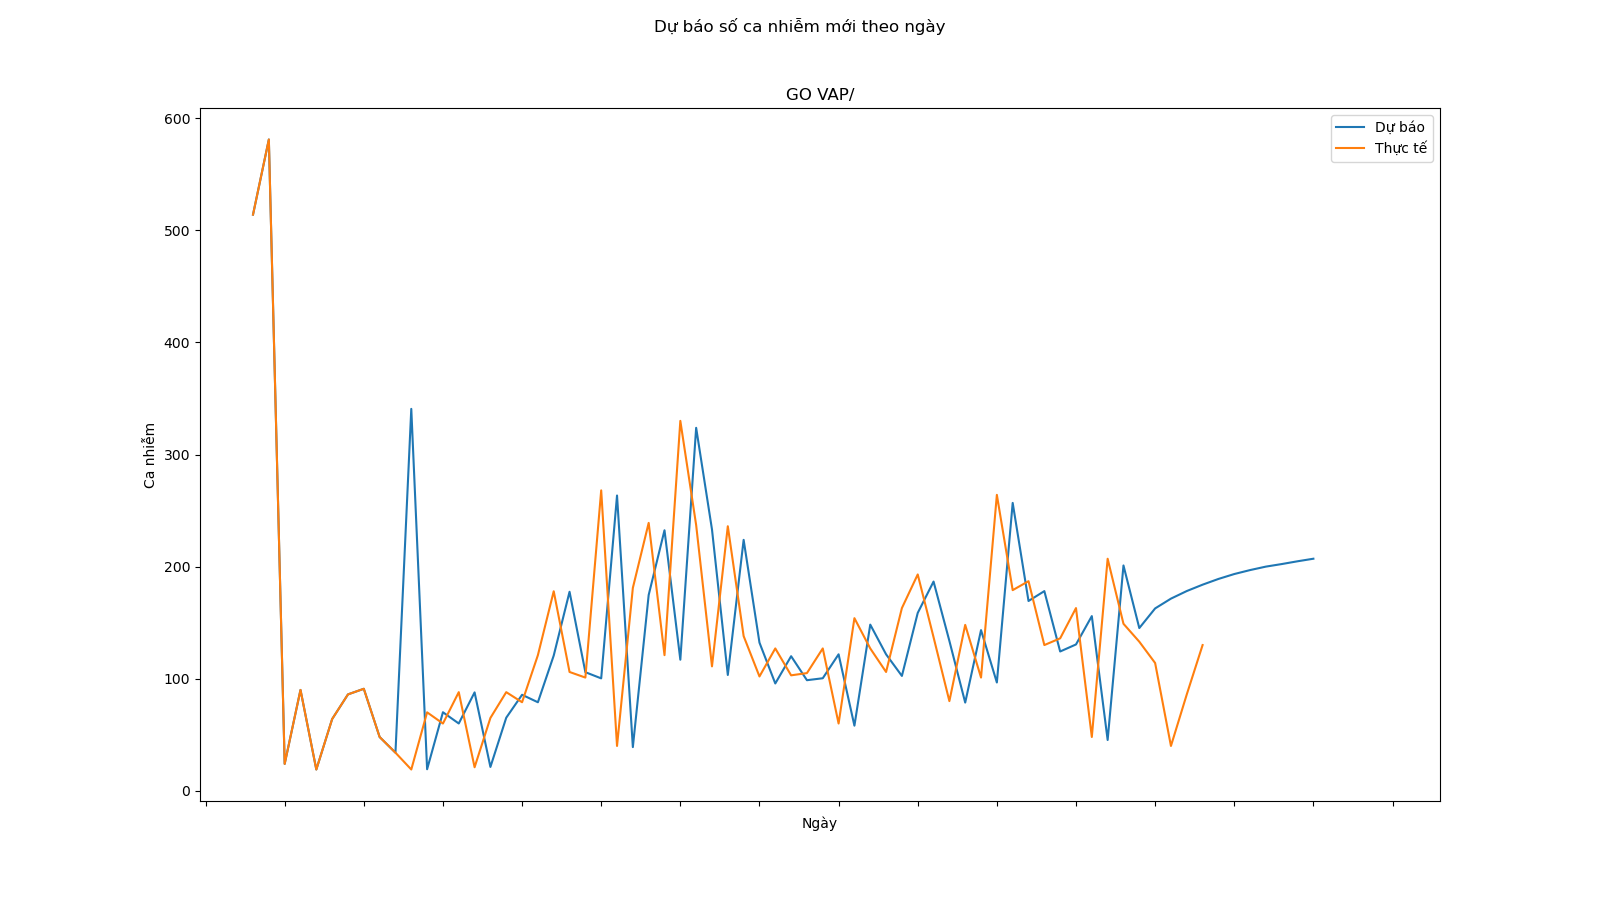 Dự báo số ca nhiễm mới theo ngày
GO VAP/
Dự báo
Thực tế
600
500
400
300
200
100
0
Ca nhiễm
Ngày